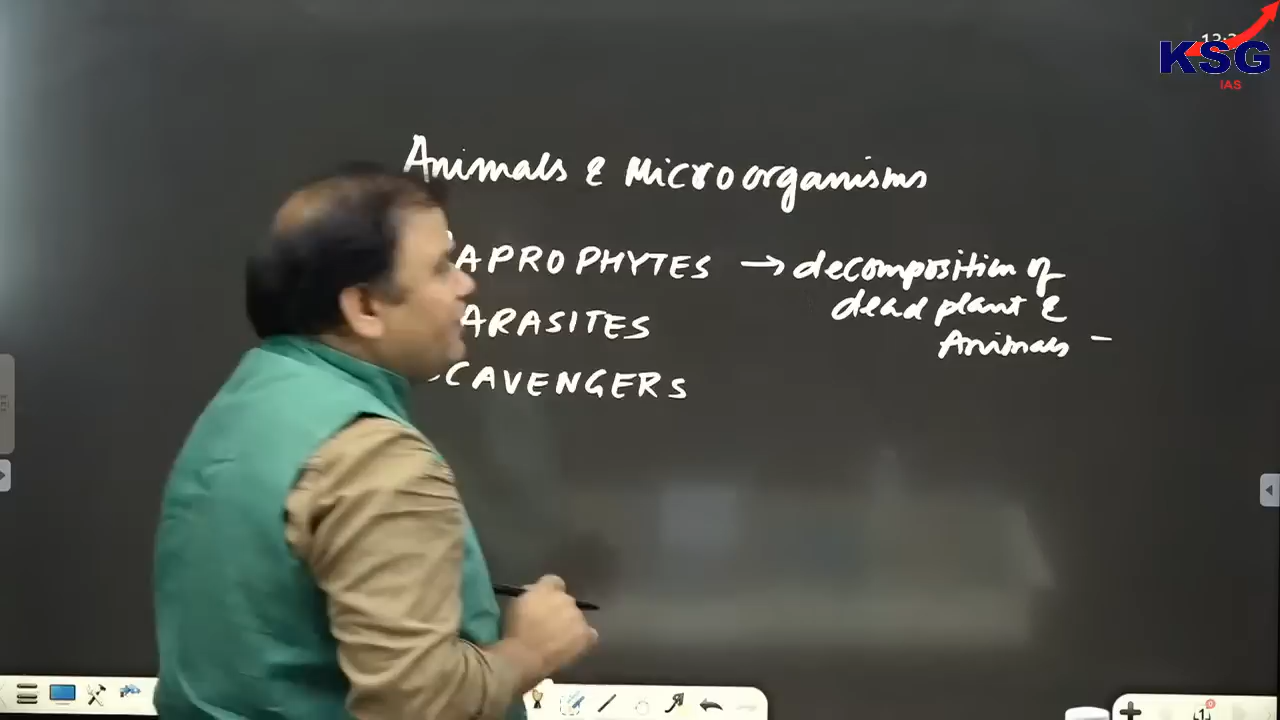 KSG
IAS
Animals & Microorganisms
APROPHYTES → decomposition of
dead plant &
Animals -
ARASITES
CAVENGERS